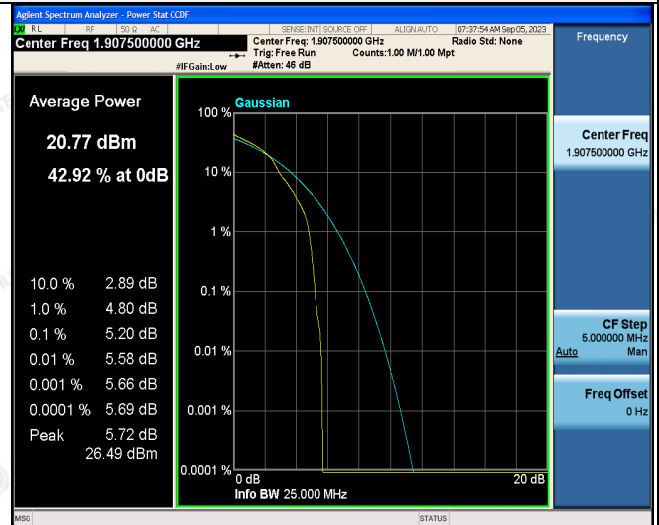 Agilent Spectrum Analyzer - Power Stat CCDF
LXI RL RF 50 Ω AC SENSE:INT SOURCE OFF ALIGNAUTO 07:37:54 AM Sep 05, 2023
Center Freq 1.907500000 GHz
Center Freq: 1.907500000 GHz Radio Std: None
Trig: Free Run Counts:1.00 M/1.00 Mpt
#IFGain:Low #Atten: 46 dB
Frequency
Average Power
20.77 dBm
42.92 % at 0dB
10.0 % 2.89 dB
1.0 % 4.80 dB
0.1 % 5.20 dB
0.01 % 5.58 dB
0.001 % 5.66 dB
0.0001 % 5.69 dB
Peak 5.72 dB
26.49 dBm
Gaussian
100 %
10 %
1 %
0.1 %
0.01 %
0.001 %
0.0001 %
0 dB 20 dB
Info BW 25.000 MHz
Center Freq
1.907500000 GHz
CF Step
5.000000 MHz
Auto Man
Freq Offset
0 Hz
MSG STATUS